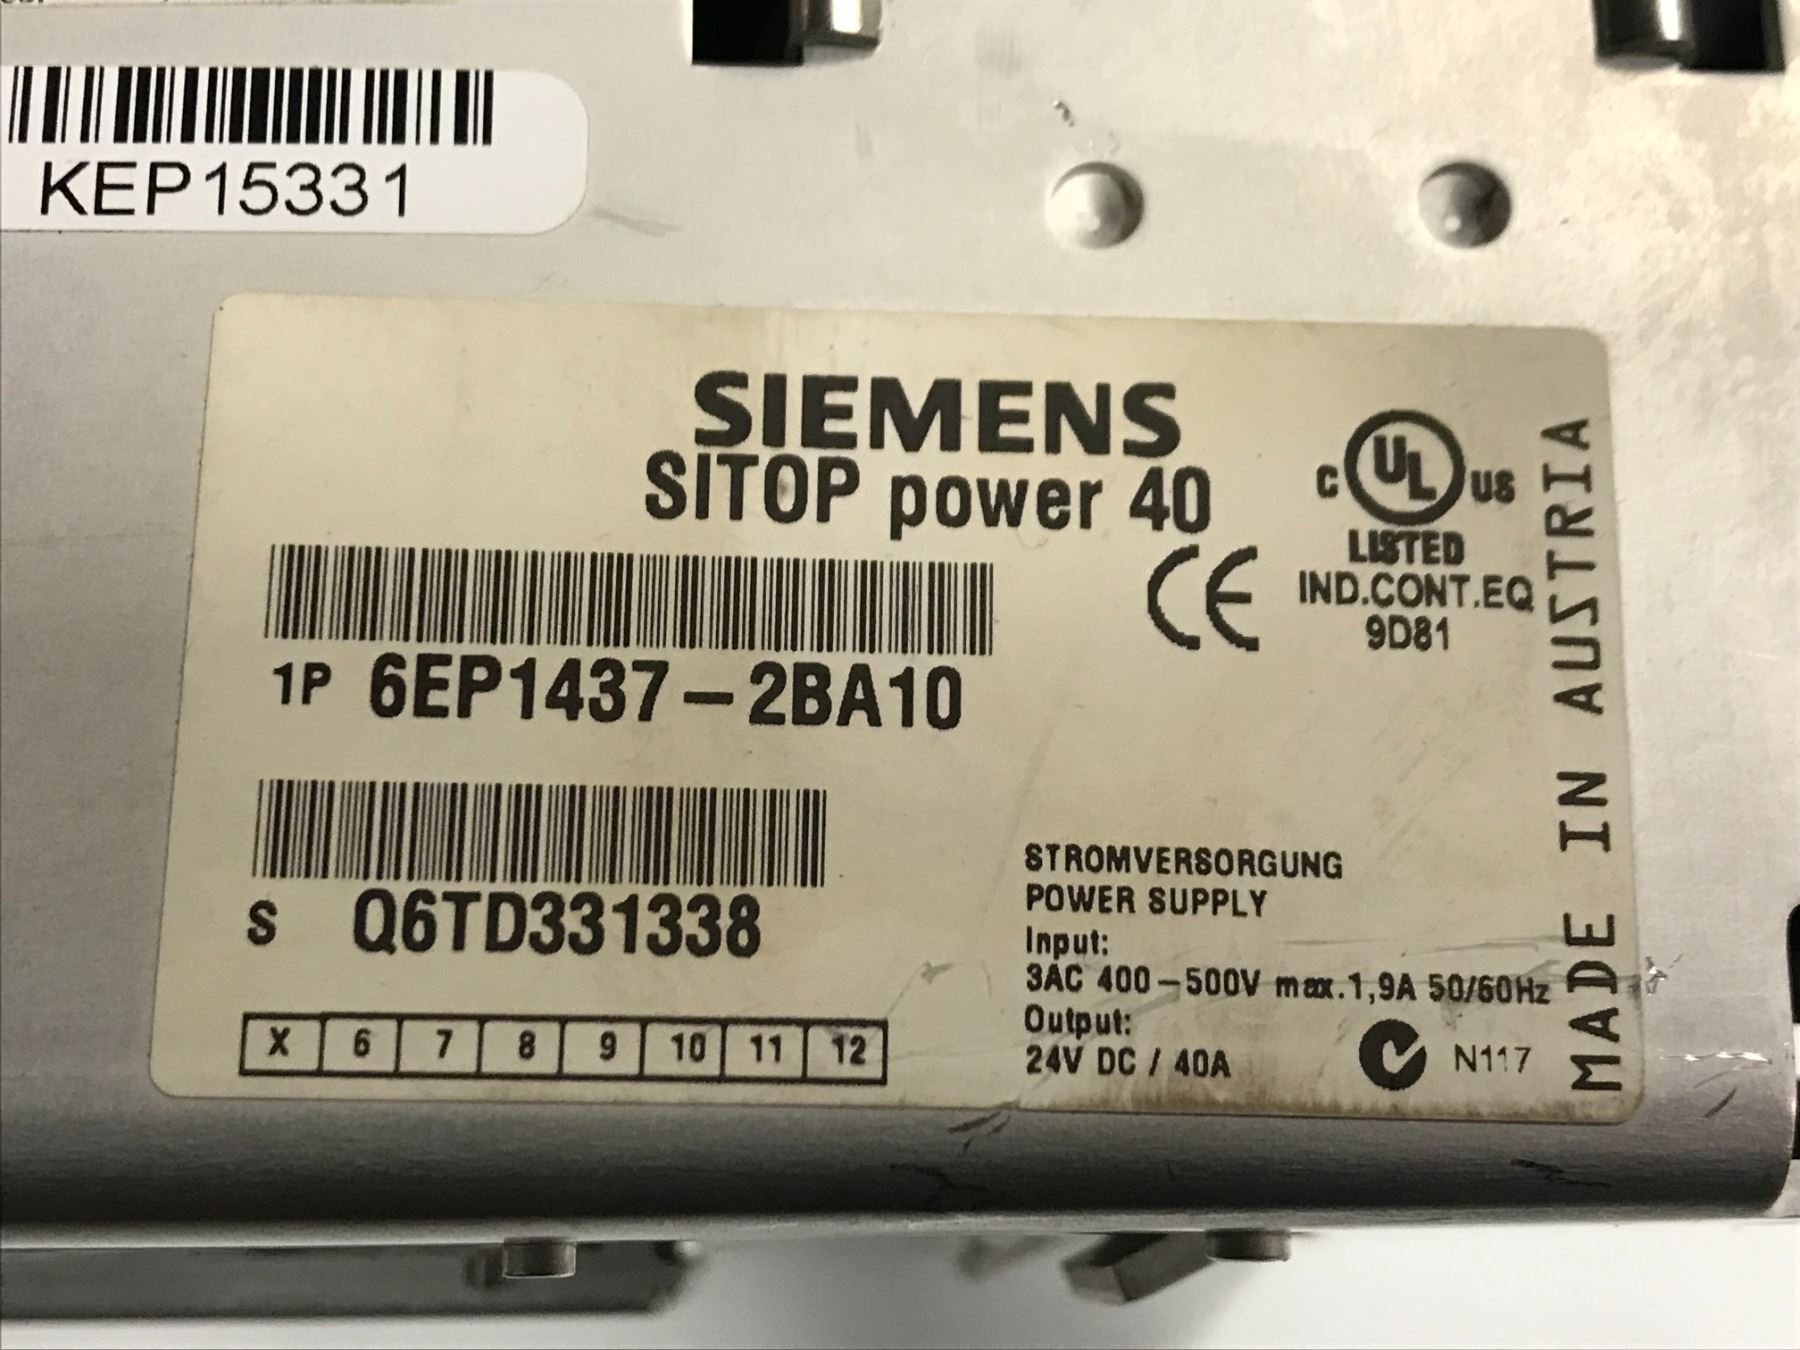 KEP15331
SIEMENS
SITOP power 40
C UL US
LISTED
IND.CONT.EQ
9D81
CE
1P 6EP1437-2BA10
S Q6TD331338
X 6 7 8 9 10 11 12
STROMVERSORGUNG
POWER SUPPLY
Input:
3AC 400-500V max.1,9A 50/60Hz
Output:
24V DC / 40A
N117
MADE IN AUSTRIA